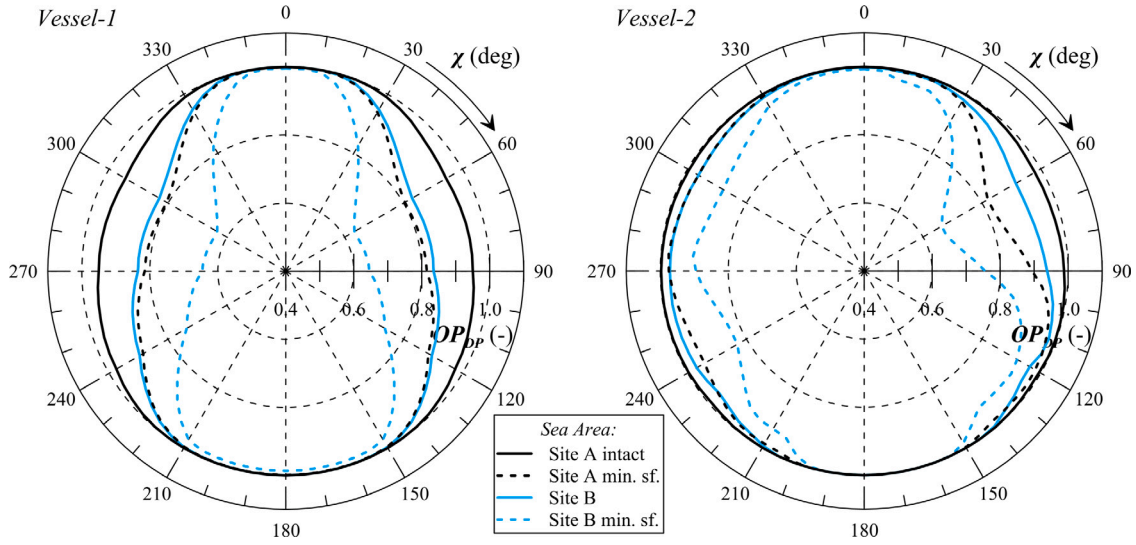 Vessel-1
0
330
30
χ (deg)
300
60
270
90
0.4
0.6
0.8
1.0
OP_DP (-)
240
120
210
150
180
Vessel-2
0
330
30
χ (deg)
300
60
270
90
0.4
0.6
0.8
1.0
OP_DP (-)
240
120
210
150
180
Sea Area:
Site A intact
Site A min. sf.
Site B
Site B min. sf.